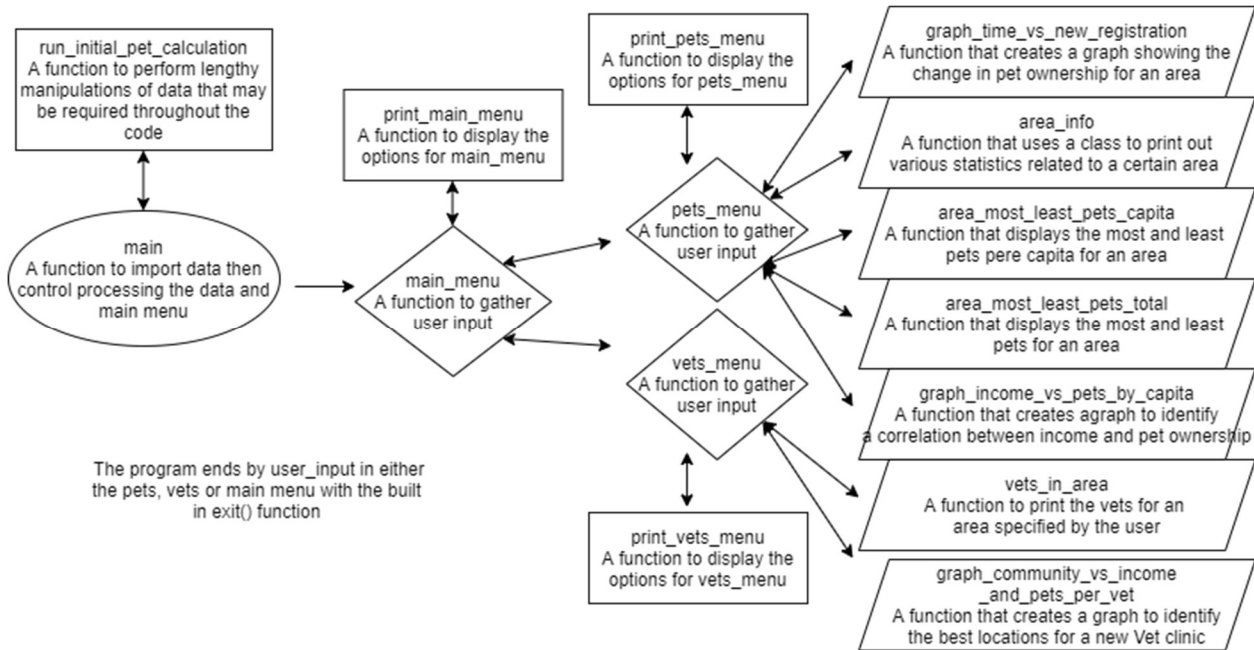 run_initial_pet_calculation
A function to perform lengthy
manipulations of data that may
be required throughout the
code
main
A function to import data then
control processing the data and
main menu
print_main_menu
A function to display the
options for main_menu
main_menu
A function to gather
user input
print_pets_menu
A function to display the
options for pets_menu
pets_menu
A function to gather
user input
vets_menu
A function to gather
user input
print_vets_menu
A function to display the
options for vets_menu
graph_time_vs_new_registration
A function that creates a graph showing the
change in pet ownership for an area
area_info
A function that uses a class to print out
various statistics related to a certain area
area_most_least_pets_capita
A function that displays the most and least
pets pere capita for an area
area_most_least_pets_total
A function that displays the most and least
pets for an area
graph_income_vs_pets_by_capita
A function that creates agraph to identify
a correlation between income and pet ownership
vets_in_area
A function to print the vets for an
area specified by the user
graph_community_vs_income
_and_pets_per_vet
A function that creates a graph to identify
the best locations for a new Vet clinic
The program ends by user_input in either
the pets, vets or main menu with the built
in exit() function